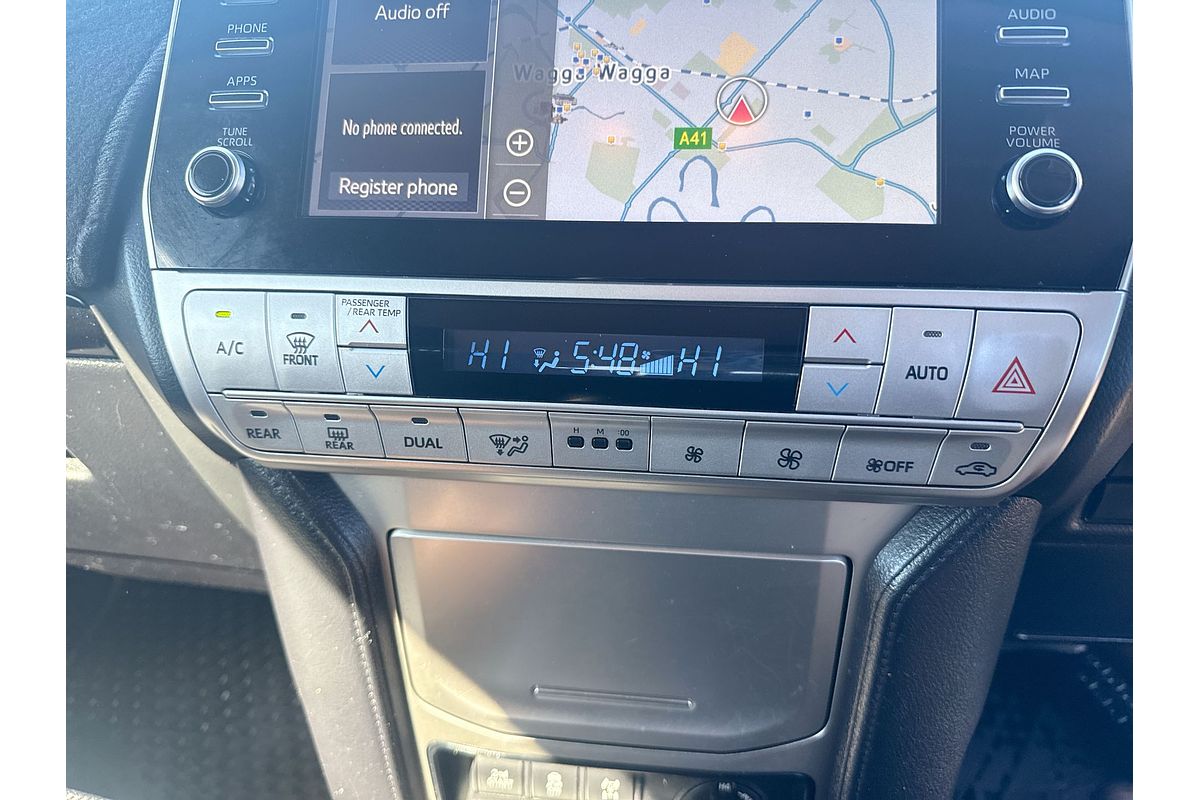 Audio off
AUDIO
PHONE
Wagga Wagga
MAP
APPS
No phone connected.
A41
TUNE
SCROLL
POWER
VOLUME
Register phone
A/C
FRONT
PASSENGER
/REAR TEMP
HI 5:48 HI
AUTO
REAR
REAR
DUAL
H M :00
OFF